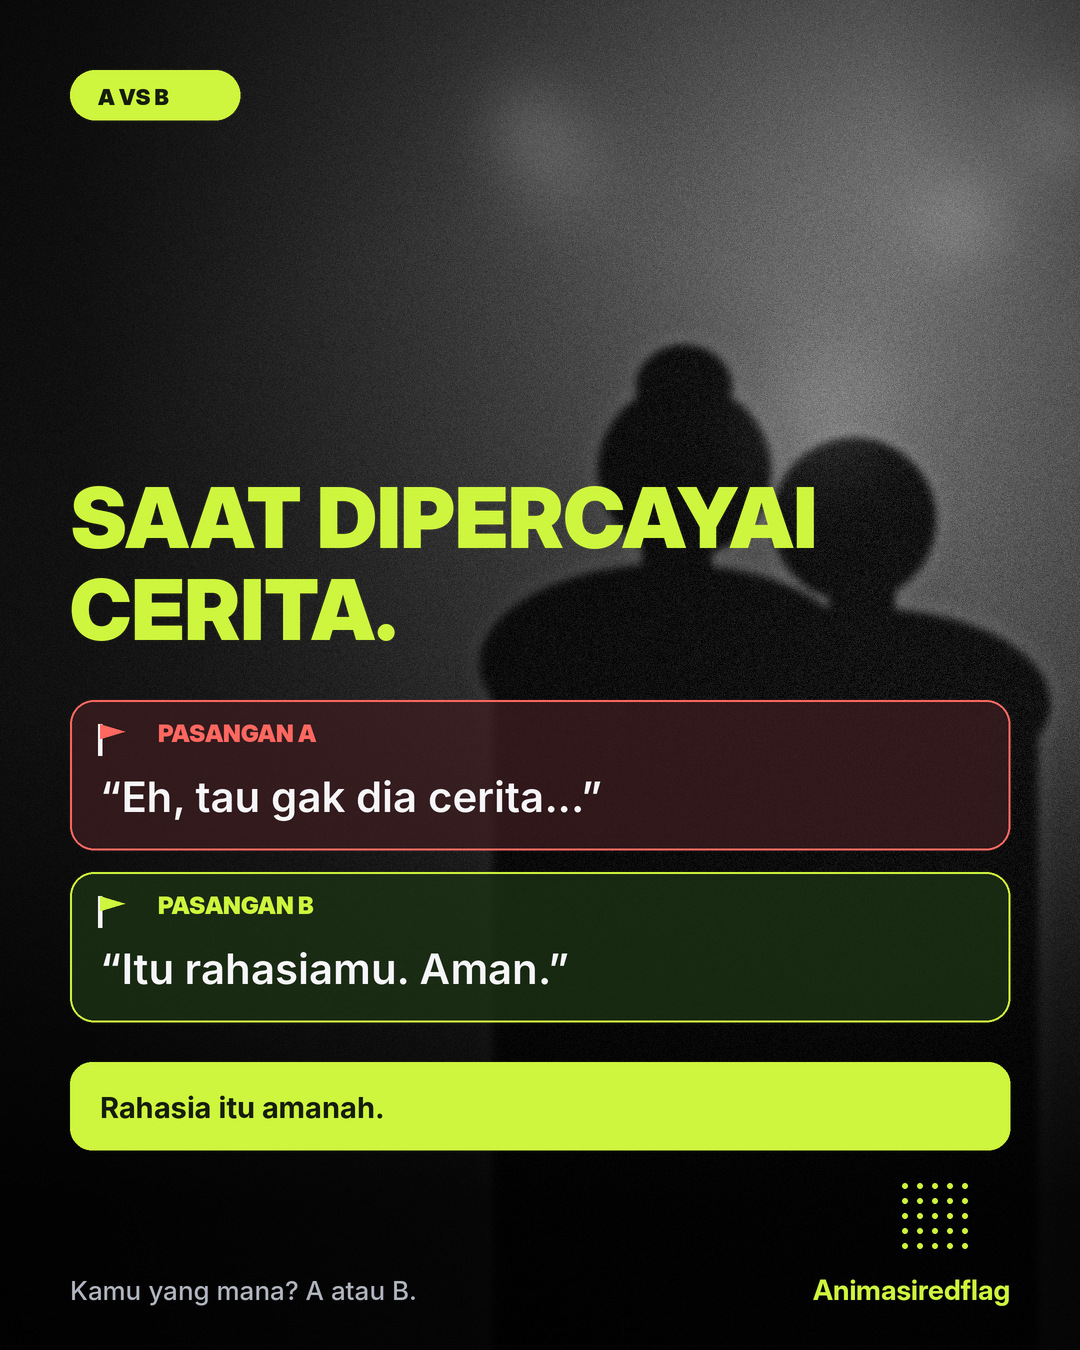 A VS B
SAAT DIPERCAYAI
CERITA.
PASANGAN A
“Eh, tau gak dia cerita...”
PASANGAN B
“Itu rahasiamu. Aman.”
Rahasia itu amanah.
Kamu yang mana? A atau B.
Animasiredflag